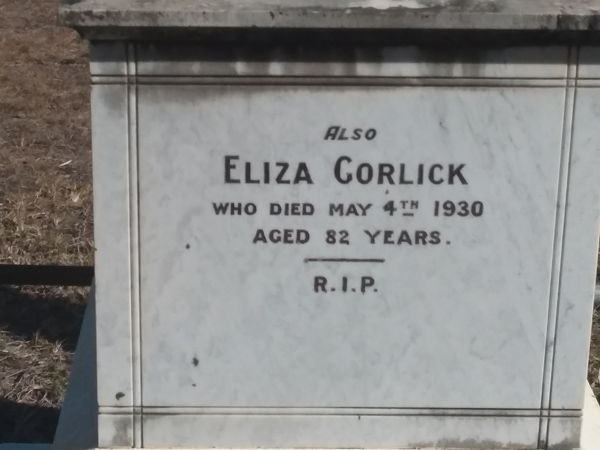 ALSO
ELIZA GORLICK
WHO DIED MAY 4TH 1930
AGED 82 YEARS.
R.I.P.